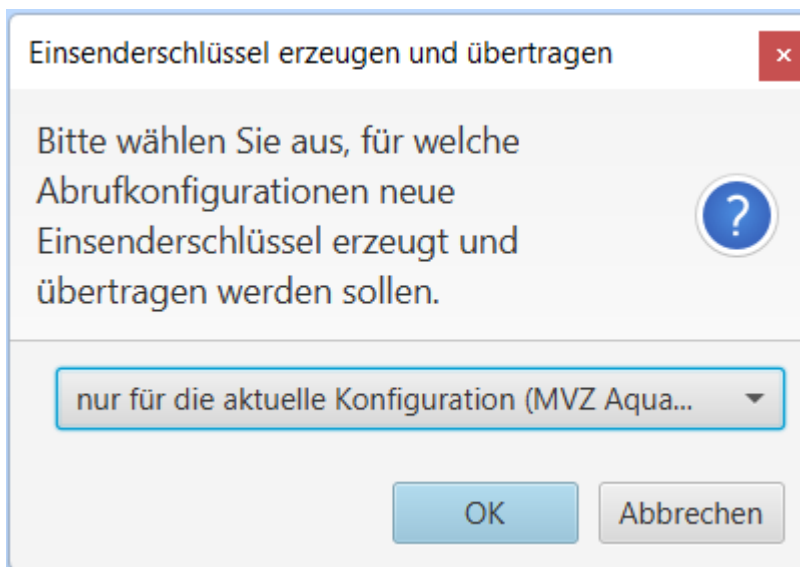 Einsenderschlüssel erzeugen und übertragen
Bitte wählen Sie aus, für welche
Abrufkonfigurationen neue
Einsenderschlüssel erzeugt und
übertragen werden sollen.
?
nur für die aktuelle Konfiguration (MVZ Aqua...
OK
Abbrechen